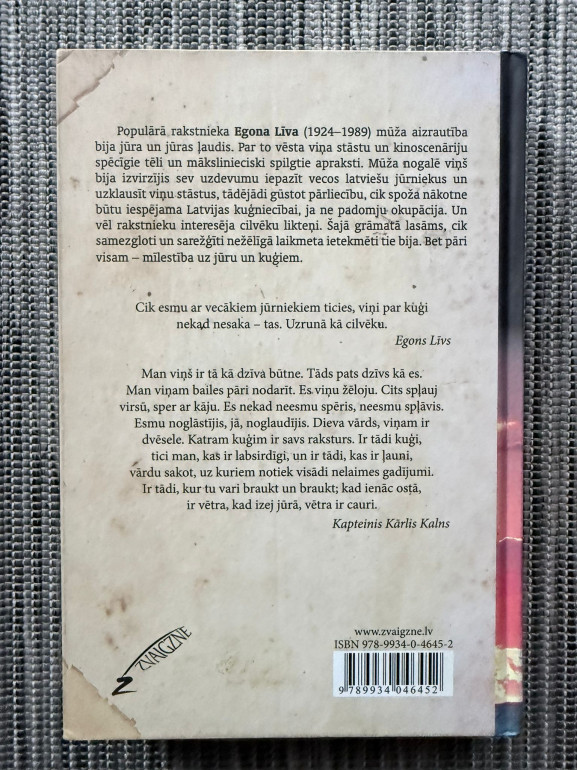 Populārā rakstnieka Egona Līva (1924–1989) mūža aizrautība
bija jūra un jūras ļaudis. Par to vēsta viņa stāstu un kinoscenāriju
spēcīgie tēli un mākslinieciski spilgtie apraksti. Mūža nogalē viņš
bija izvirzījis sev uzdevumu iepazīt vecos latviešu jūrniekus un
uzklausīt viņu stāstus, tādējādi gūstot pārliecību, cik spoža nākotne
būtu iespējama Latvijas kuģniecībai, ja ne padomju okupācija. Un
vēl rakstnieku interesēja cilvēku likteņi. Šajā grāmatā lasāms, cik
samezgloti un sarežģīti nežēlīgā laikmeta ietekmēti tie bija. Bet pāri
visam – mīlestība uz jūru un kuģiem.
Cik esmu ar vecākiem jūrniekiem ticies, viņi par kuģi
nekad nesaka – tas. Uzrunā kā cilvēku.
Egons Līvs
Man viņš ir tā kā dzīva būtne. Tāds pats dzīvs kā es.
Man viņam bailes pāri nodarīt. Es viņu žēloju. Cits spļauj
virsū, sper ar kāju. Es nekad neesmu spēris, neesmu spļāvis.
Esmu noglāstījis, jā, noglaudījis. Dieva vārds, viņam ir
dvēsele. Katram kuģim ir savs raksturs. Ir tādi kuģi,
tici man, kas ir labsirdīgi, un ir tādi, kas ir ļauni,
vārdu sakot, uz kuriem notiek visādi nelaimes gadījumi.
Ir tādi, kur tu vari braukt un braukt; kad ienāc ostā,
ir vētra, kad izej jūrā, vētra ir cauri.
Kapteinis Kārlis Kalns
ZVAIGZNE
www.zvaigzne.lv
ISBN 978-9934-0-4645-2
9 789934 046452